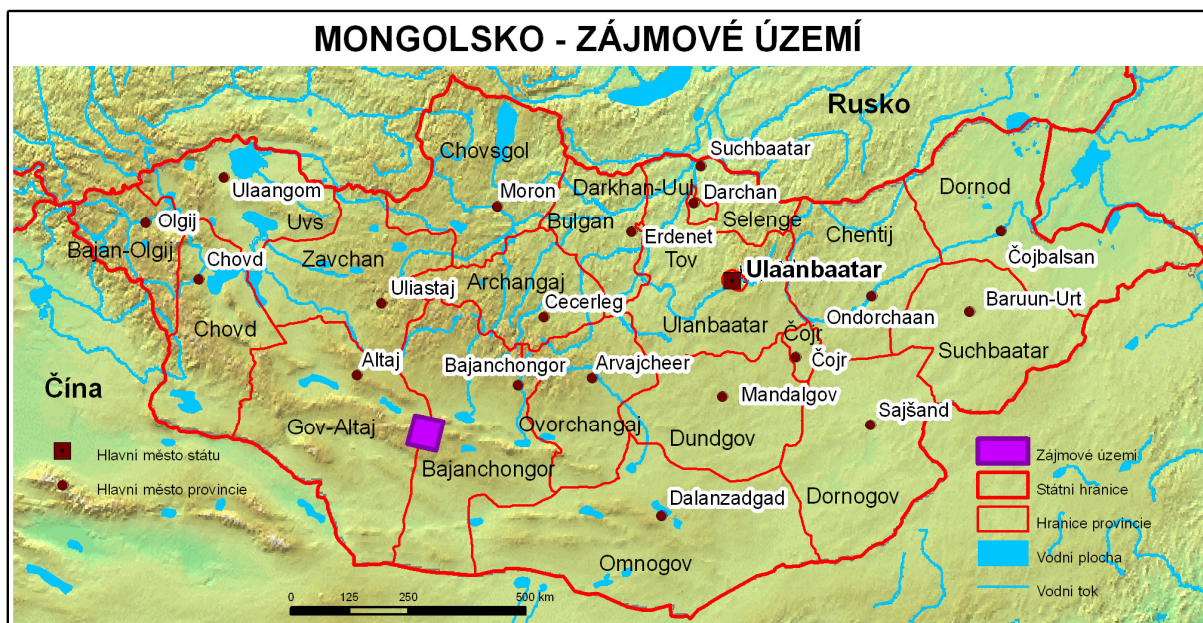 MONGOLSKO - ZÁJMOVÉ ÚZEMÍ
Rusko
Chovsgol
Suchbaatar
Ulaangom
Moron
Darkhan-Uul
Darchan
Dornod
Olgij
Uvs
Bulgan
Selenge
Bajan-Olgij
Erdenet
Chentij
Chovd
Zavchan
Tov
Čojbalsan
Ulaanbaatar
Archangaj
Uliastaj
Cecerleg
Baruun-Urt
Ondorchaan
Chovd
Ulanbaatar
Čojr
Suchbaatar
Altaj
Bajanchongor
Arvajcheer
Čojr
Čína
Mandalgov
Sajšand
Gov-Altaj
Ovorchangaj
Dundgov
Bajanchongor
Dalanzadgad
Dornogov
Omnogov
Hlavní město státu
Hlavní město provincie
Zájmové území
Státní hranice
Hranice provincie
Vodní plocha
Vodní tok
0 125 250 500 km